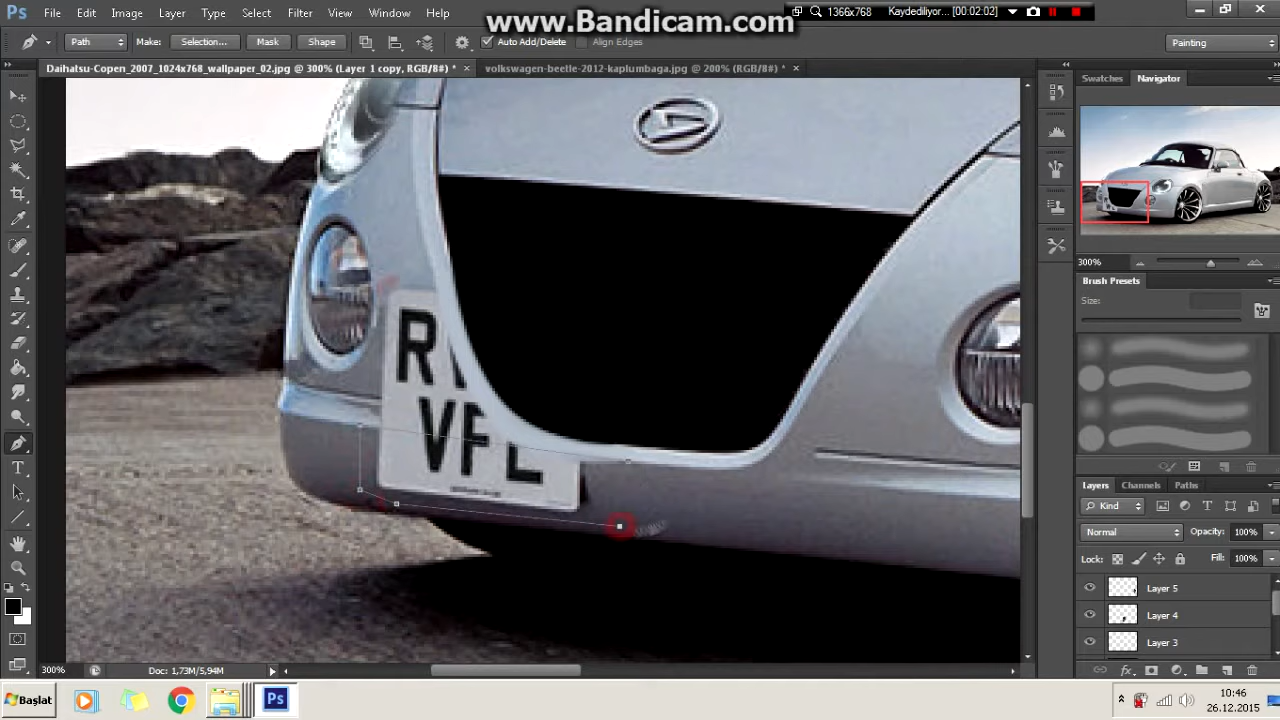 www.Bandicam.com
1366x768 Kaydediliyor... [00:02:02]
Ps File Edit Image Layer Type Select Filter View Window Help
Path Make: Selection... Mask Shape Auto Add/Delete Align Edges Painting
Daihatsu-Copen_2007_1024x768_wallpaper_02.jpg @ 300% (Layer 1 copy, RGB/8#) * ×
volkswagen-beetle-2012-kaplumbaga.jpg @ 200% (RGB/8#) * ×
Swatches Navigator
300%
Brush Presets
Size:
Layers Channels Paths
Kind
Normal Opacity: 100%
Lock: Fill: 100%
Layer 5
Layer 4
Layer 3
300% Doc: 1,73M/5,94M
Başlat Ps
10:46
26.12.2015